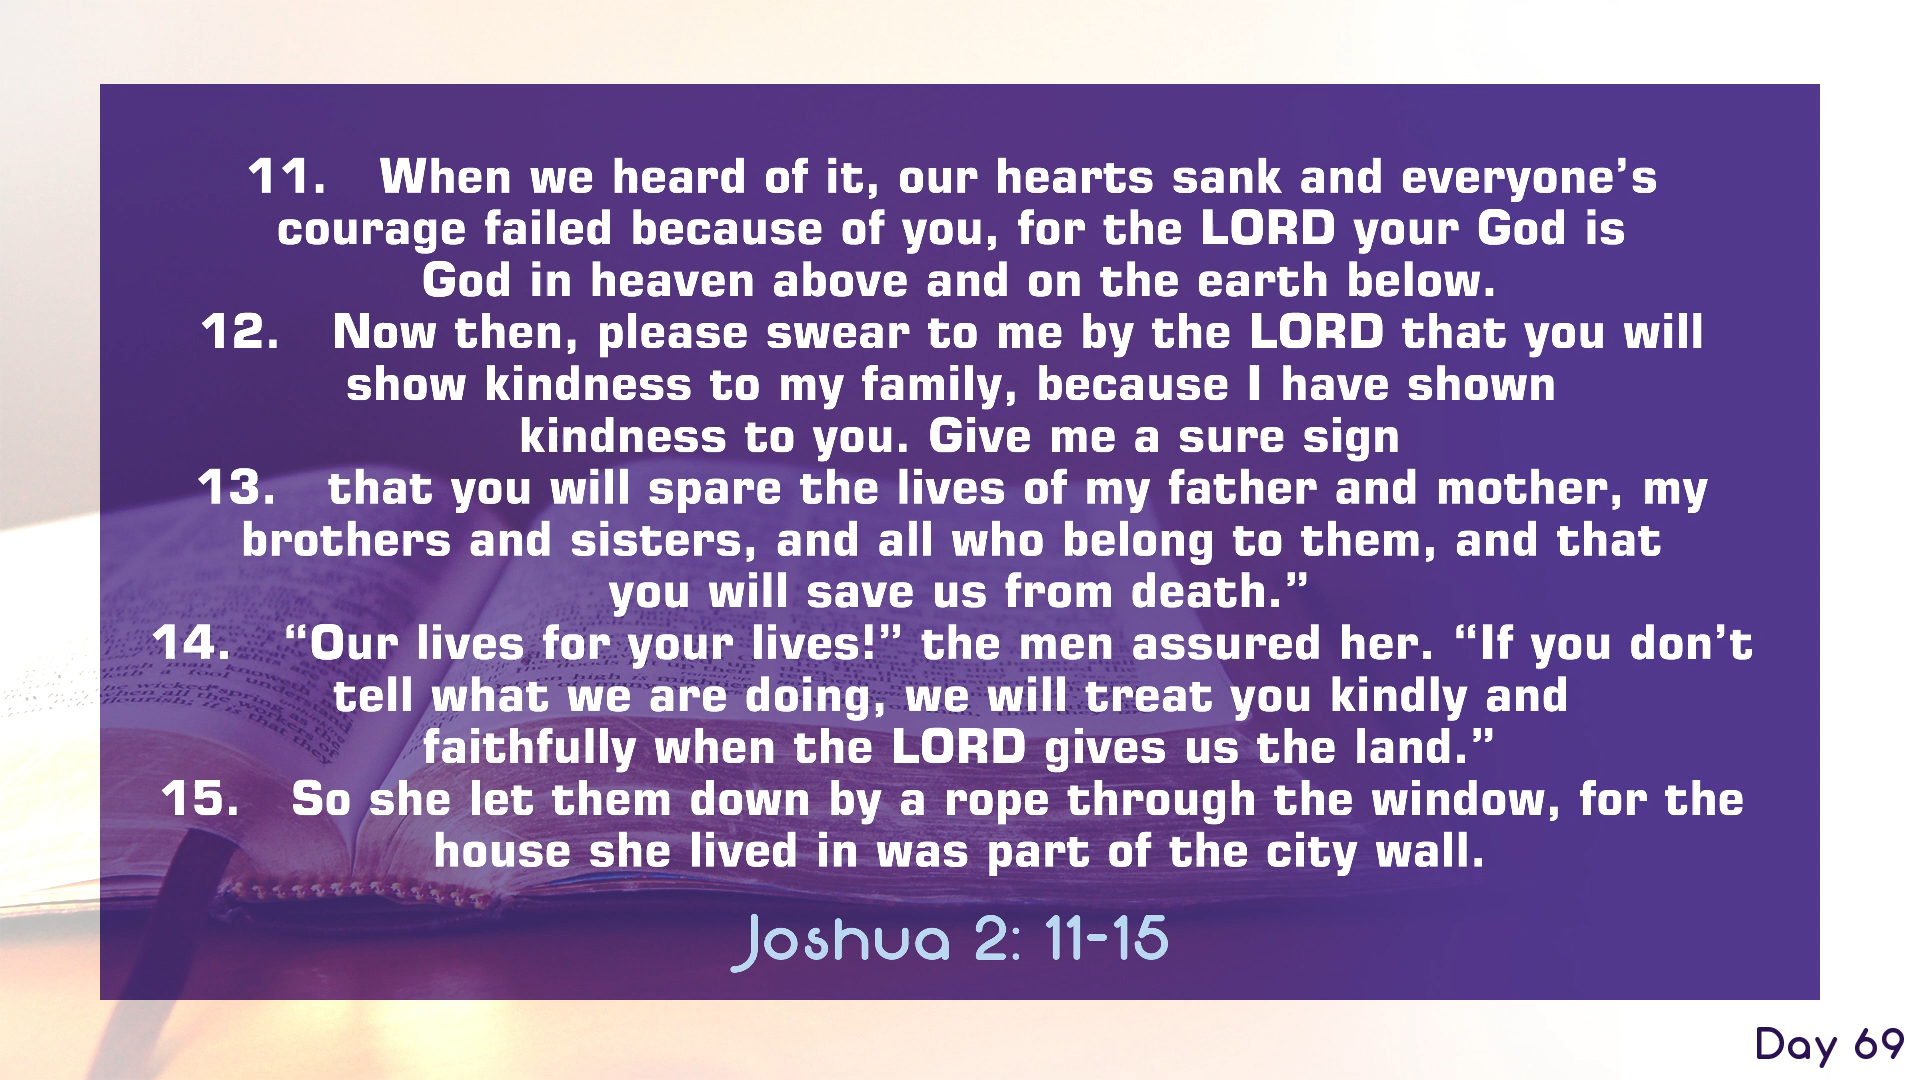 11. When we heard of it, our hearts sank and everyone’s
courage failed because of you, for the LORD your God is
God in heaven above and on the earth below.
12. Now then, please swear to me by the LORD that you will
show kindness to my family, because I have shown
kindness to you. Give me a sure sign
13. that you will spare the lives of my father and mother, my
brothers and sisters, and all who belong to them, and that
you will save us from death.”
14. “Our lives for your lives!” the men assured her. “If you don’t
tell what we are doing, we will treat you kindly and
faithfully when the LORD gives us the land.”
15. So she let them down by a rope through the window, for the
house she lived in was part of the city wall.
Joshua 2: 11-15
Day 69